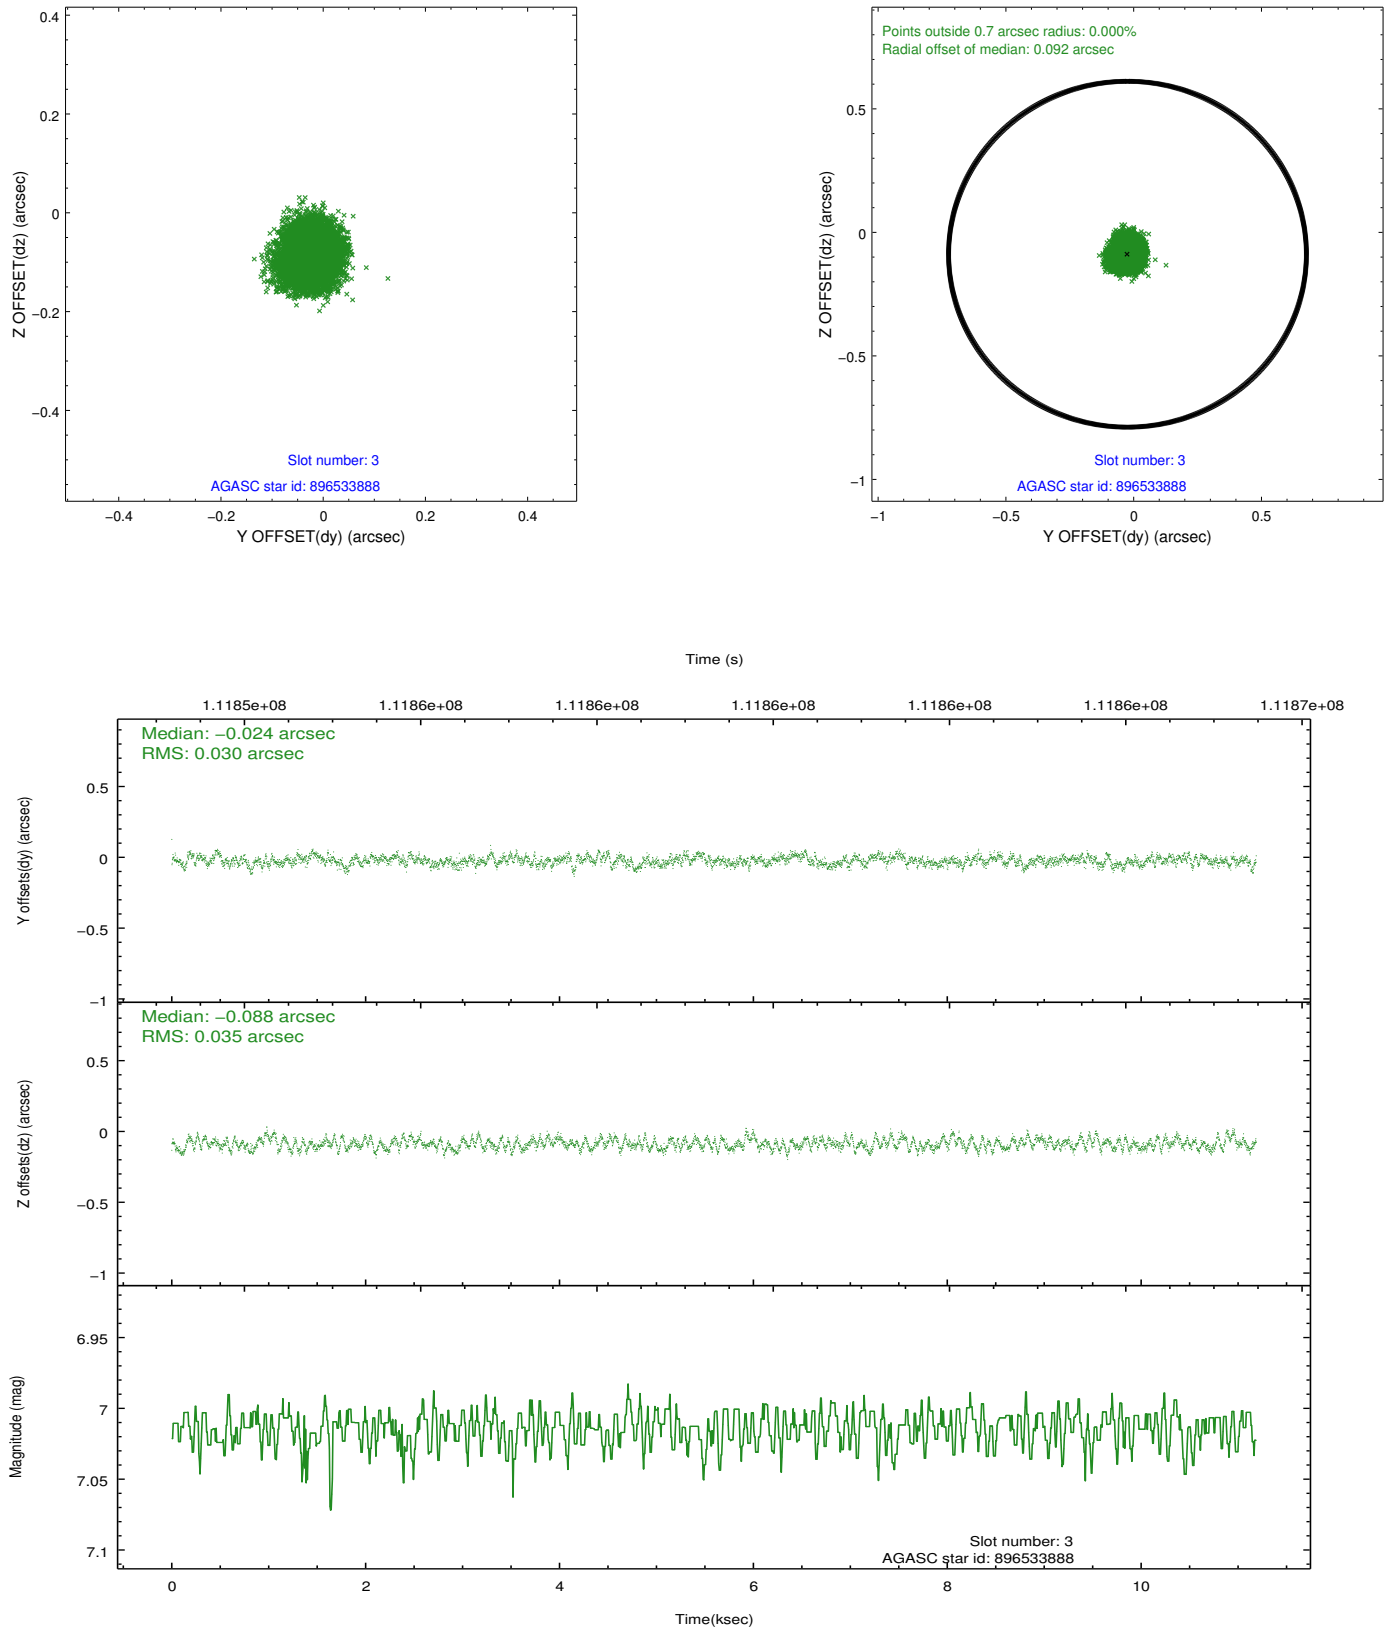 0.4
0.2
0
−0.2
−0.4
Z OFFSET(dz) (arcsec)
Slot number: 3
AGASC star id: 896533888
−0.4
−0.2
0
0.2
0.4
Y OFFSET(dy) (arcsec)
Points outside 0.7 arcsec radius: 0.000%
Radial offset of median: 0.092 arcsec
0.5
0
−0.5
−1
Z OFFSET(dz) (arcsec)
Slot number: 3
AGASC star id: 896533888
−1
−0.5
0
0.5
Y OFFSET(dy) (arcsec)
Time (s)
1.1185e+08
1.1186e+08
1.1186e+08
1.1186e+08
1.1186e+08
1.1186e+08
1.1187e+08
Median: −0.024 arcsec
RMS: 0.030 arcsec
0.5
0
−0.5
−1
Y offsets(dy) (arcsec)
Median: −0.088 arcsec
RMS: 0.035 arcsec
0.5
0
−0.5
−1
Z offsets(dz) (arcsec)
6.95
7
7.05
7.1
Magnitude (mag)
Slot number: 3
AGASC star id: 896533888
0
2
4
6
8
10
Time(ksec)